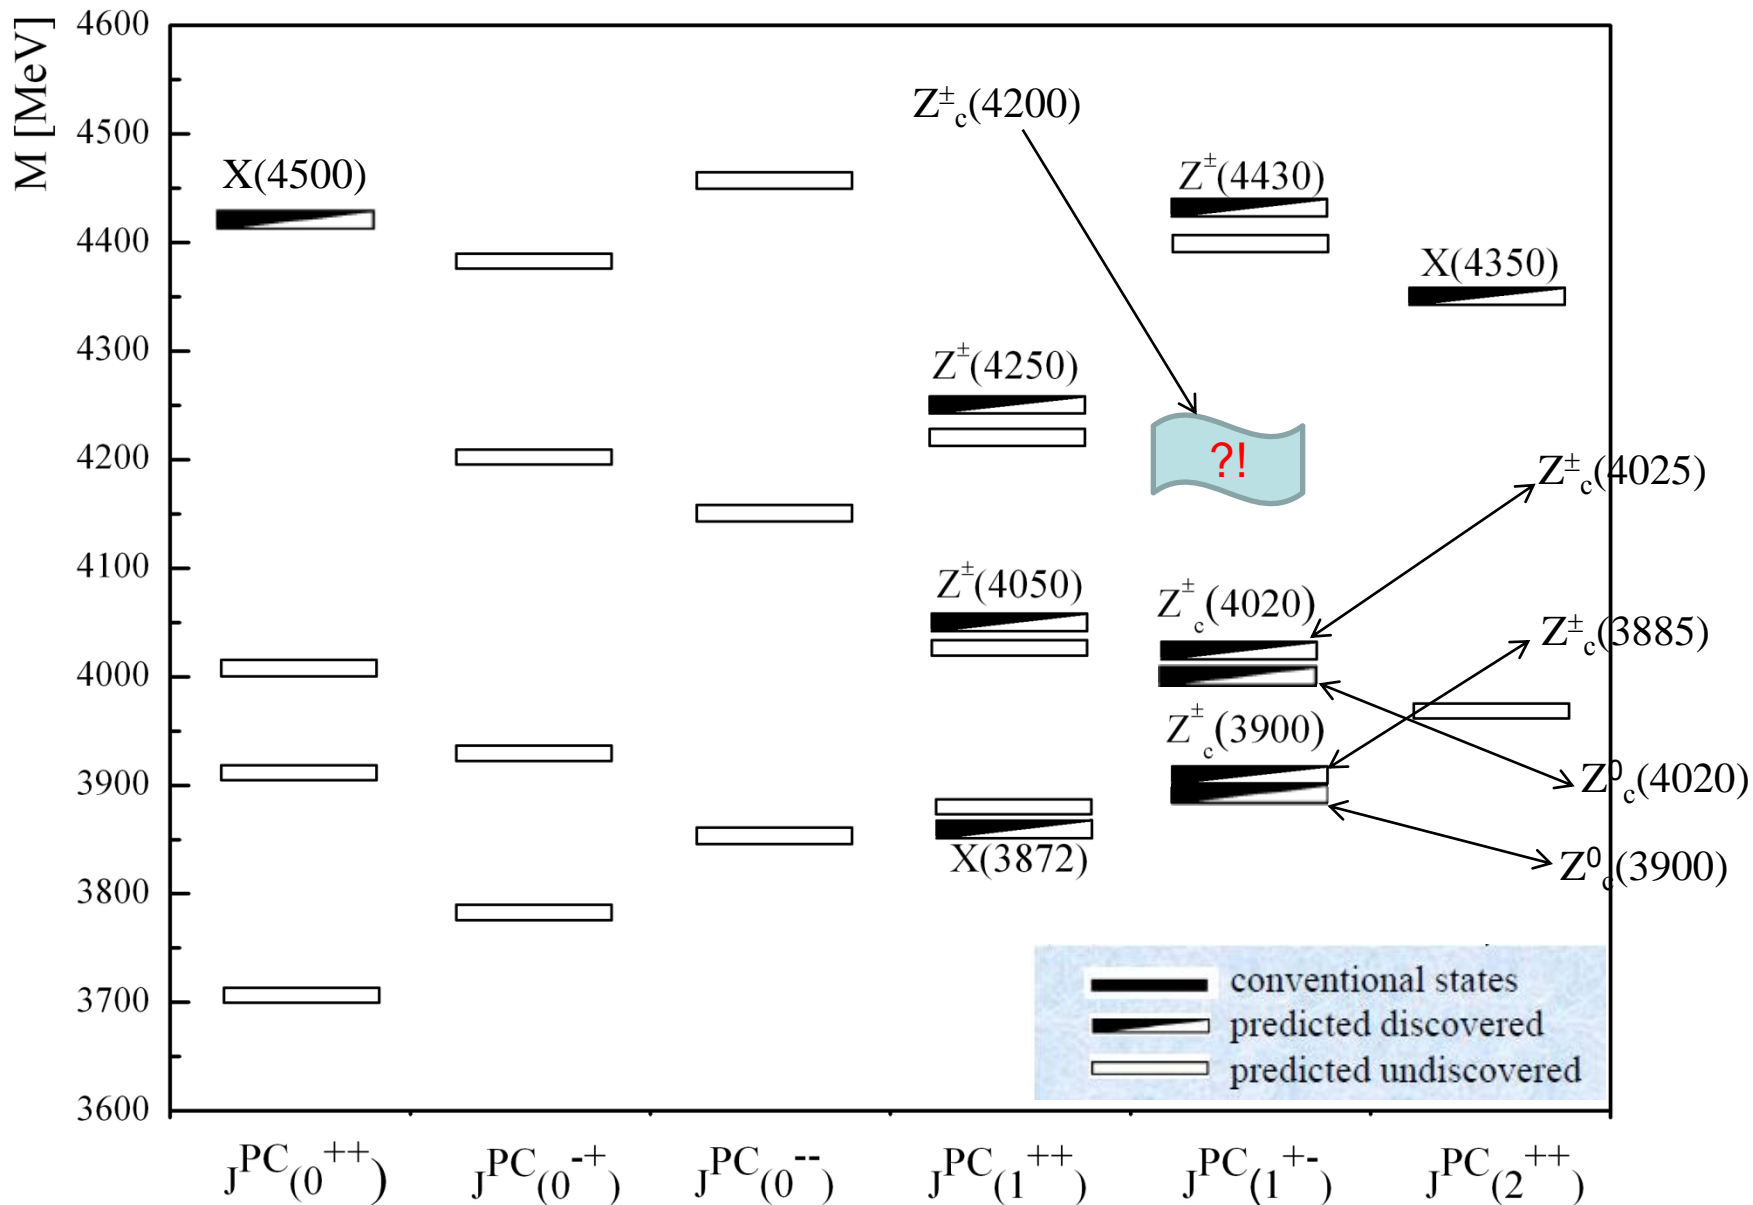 M [MeV]
4600
4500
4400
4300
4200
4100
4000
3900
3800
3700
3600
X(4500)
Z±c(4200)
Z±(4430)
X(4350)
Z±(4250)
?!
Z±c(4025)
Z±(4050)
Z±c(4020)
Z±c(3885)
Z±c(3900)
Z0c(4020)
X(3872)
Z0c(3900)
conventional states
predicted discovered
predicted undiscovered
JPC(0++) JPC(0-+) JPC(0--) JPC(1++) JPC(1+-) JPC(2++)